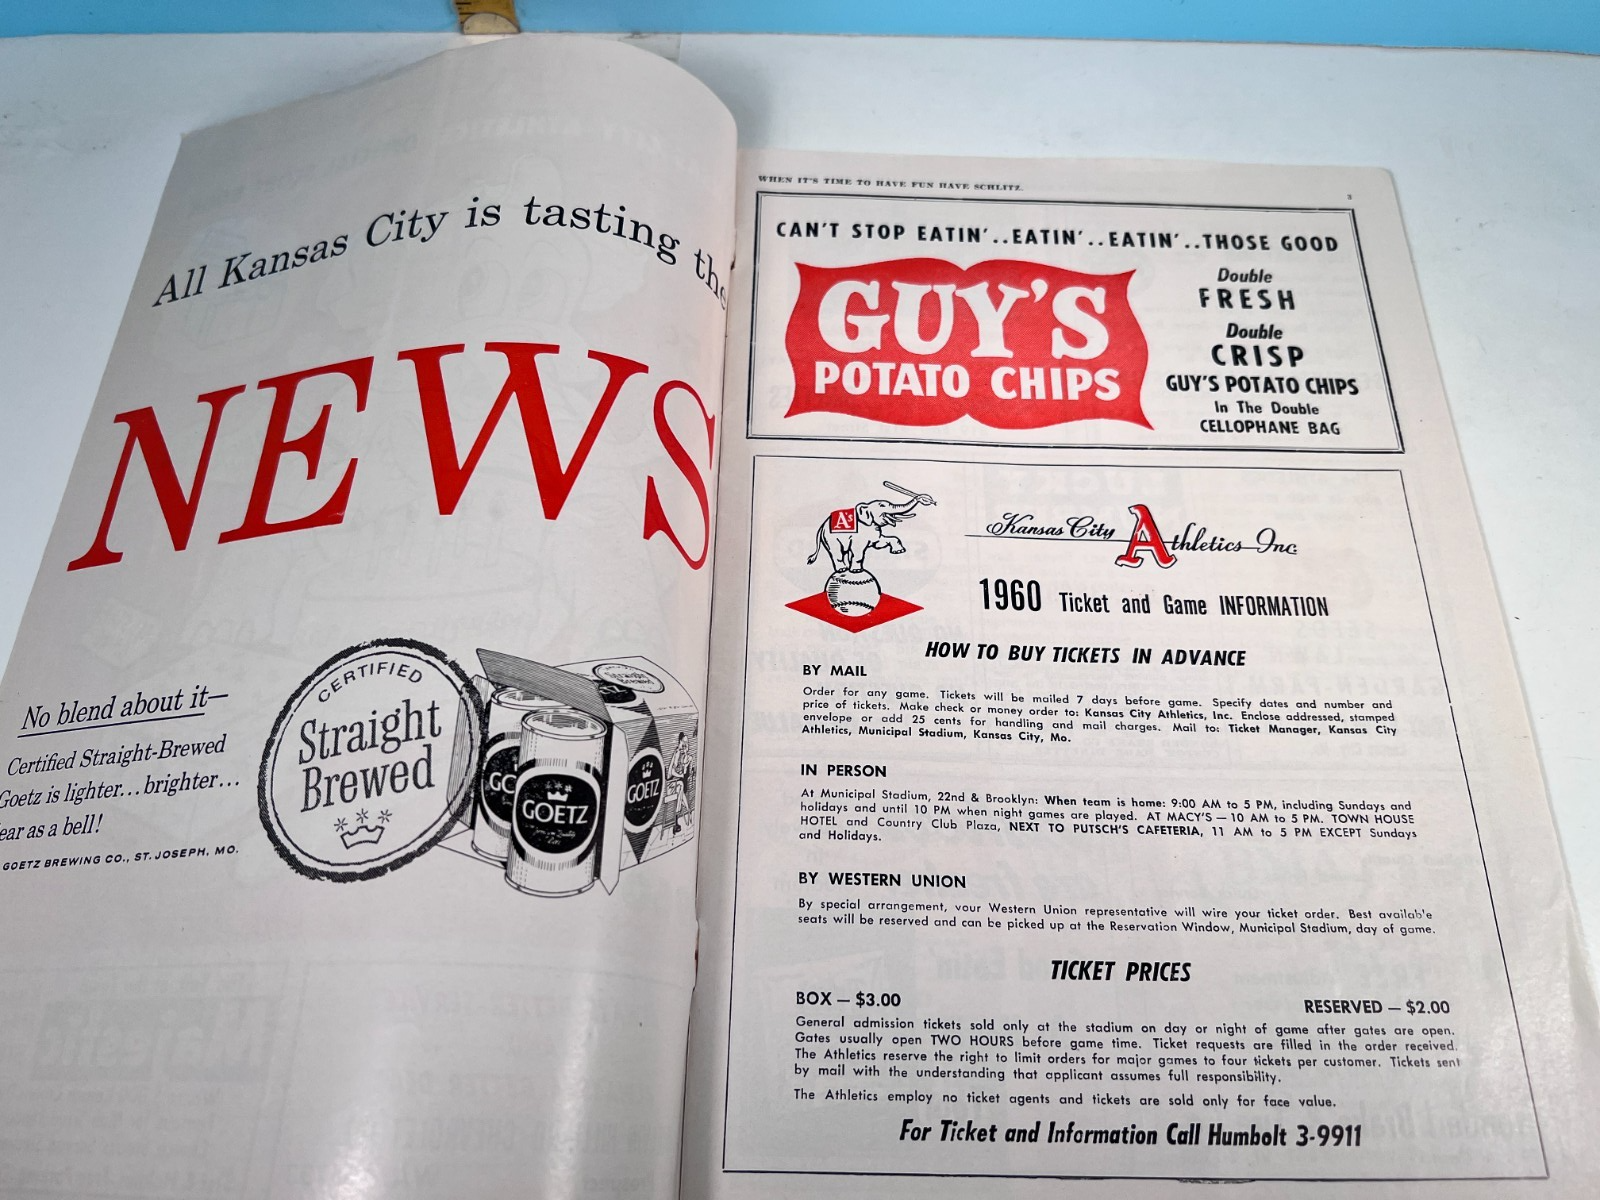 All Kansas City is tasting the
NEWS
No blend about it—
Certified Straight-Brewed
Goetz is lighter...brighter...
ear as a bell!
GOETZ BREWING CO., ST. JOSEPH, MO.
CERTIFIED
Straight
Brewed
GOETZ
GOETZ
Straight
Brewed
WHEN IT'S TIME TO HAVE FUN HAVE SCHLITZ.
3
CAN'T STOP EATIN'..EATIN'..EATIN'..THOSE GOOD
GUY'S
POTATO CHIPS
Double
FRESH
Double
CRISP
GUY'S POTATO CHIPS
In The Double
CELLOPHANE BAG
A's
Kansas City Athletics Inc.
1960 Ticket and Game INFORMATION
HOW TO BUY TICKETS IN ADVANCE
BY MAIL
Order for any game. Tickets will be mailed 7 days before game. Specify dates and number and
price of tickets. Make check or money order to: Kansas City Athletics, Inc. Enclose addressed, stamped
envelope or add 25 cents for handling and mail charges. Mail to: Ticket Manager, Kansas City
Athletics, Municipal Stadium, Kansas City, Mo.
IN PERSON
At Municipal Stadium, 22nd & Brooklyn: When team is home: 9:00 AM to 5 PM, including Sundays and
holidays and until 10 PM when night games are played. AT MACY'S — 10 AM to 5 PM. TOWN HOUSE
HOTEL and Country Club Plaza, NEXT TO PUTSCH'S CAFETERIA, 11 AM to 5 PM EXCEPT Sundays
and Holidays.
BY WESTERN UNION
By special arrangement, your Western Union representative will wire your ticket order. Best available
seats will be reserved and can be picked up at the Reservation Window, Municipal Stadium, day of game.
TICKET PRICES
BOX — $3.00 RESERVED — $2.00
General admission tickets sold only at the stadium on day or night of game after gates are open.
Gates usually open TWO HOURS before game time. Ticket requests are filled in the order received.
The Athletics reserve the right to limit orders for major games to four tickets per customer. Tickets sent
by mail with the understanding that applicant assumes full responsibility.
The Athletics employ no ticket agents and tickets are sold only for face value.
For Ticket and Information Call Humbolt 3-9911